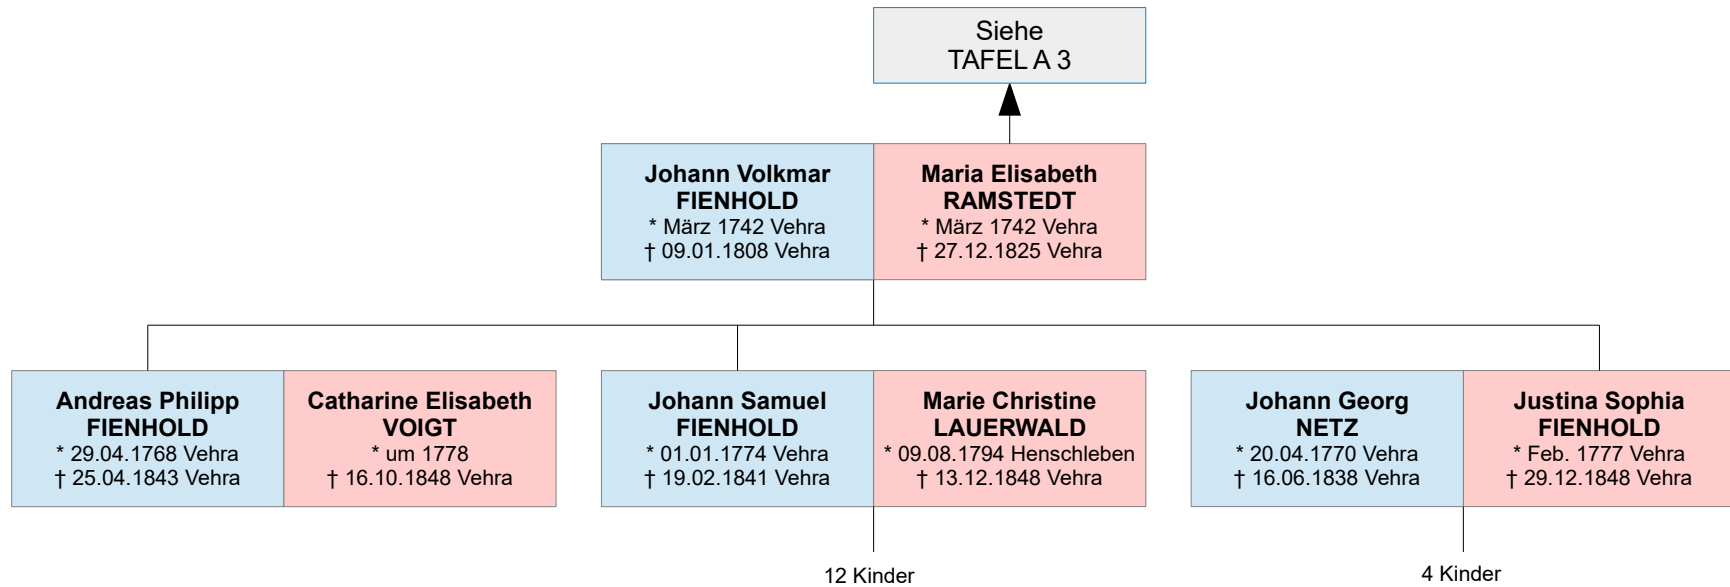 Siehe
TAFEL A 3
Johann Volkmar
FIENHOLD
* März 1742 Vehra
† 09.01.1808 Vehra
Maria Elisabeth
RAMSTEDT
* März 1742 Vehra
† 27.12.1825 Vehra
Andreas Philipp
FIENHOLD
* 29.04.1768 Vehra
† 25.04.1843 Vehra
Catharine Elisabeth
VOIGT
* um 1778
† 16.10.1848 Vehra
Johann Samuel
FIENHOLD
* 01.01.1774 Vehra
† 19.02.1841 Vehra
Marie Christine
LAUERWALD
* 09.08.1794 Henschleben
† 13.12.1848 Vehra
Johann Georg
NETZ
* 20.04.1770 Vehra
† 16.06.1838 Vehra
Justina Sophia
FIENHOLD
* Feb. 1777 Vehra
† 29.12.1848 Vehra
12 Kinder
4 Kinder